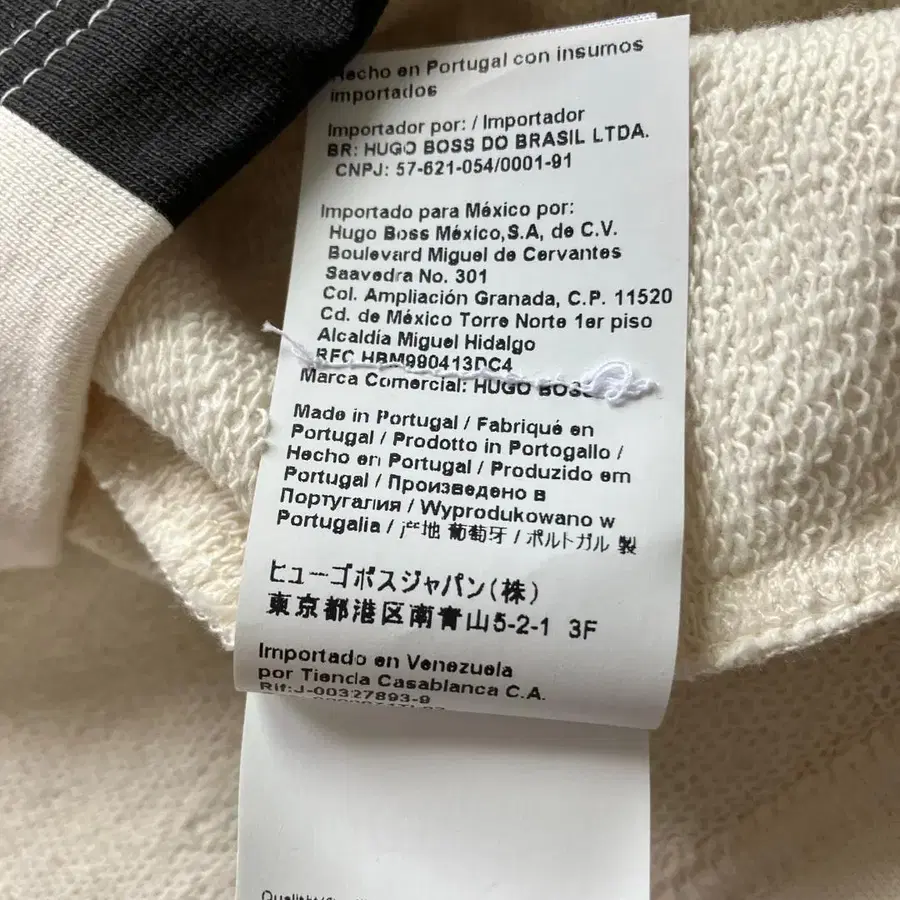 Hecho en Portugal con insumos
importados
Importador por: / Importador
BR: HUGO BOSS DO BRASIL LTDA.
CNPJ: 57-621-054/0001-91
Importado para México por:
Hugo Boss México,S.A, de C.V.
Boulevard Miguel de Cervantes
Saavedra No. 301
Col. Ampliación Granada, C.P. 11520
Cd. de México Torre Norte 1er piso
Alcaldía Miguel Hidalgo
RFC HBM990413DC4
Marca Comercial: HUGO BOSS
Made in Portugal / Fabriqué en
Portugal / Prodotto in Portogallo /
Hecho en Portugal / Produzido em
Portugal / Произведено в
Португалия / Wyprodukowano w
Portugalia / 产地 葡萄牙 / ポルトガル 製
ヒューゴボスジャパン(株)
東京都港区南青山5-2-1 3F
Importado en Venezuela
por Tienda Casablanca C.A.
Rif:J-00327893-9